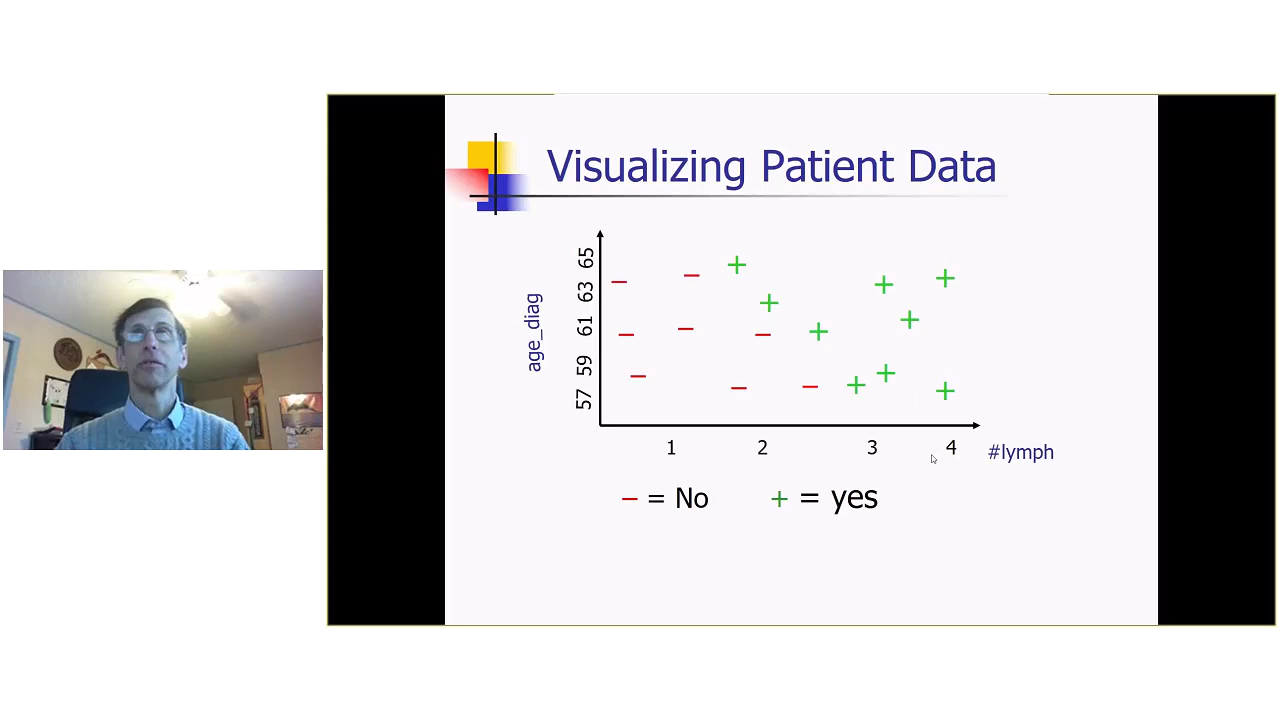 Visualizing Patient Data
65
63
61
59
57
age_diag
1 2 3 4 #lymph
− = No + = yes